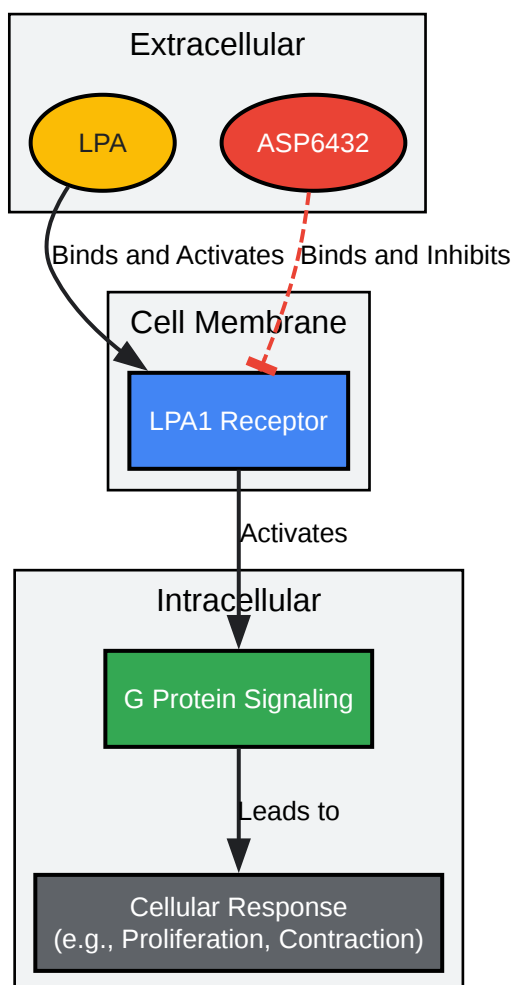 Extracellular
LPA
ASP6432
Binds and Activates
Binds and Inhibits
Cell Membrane
LPA1 Receptor
Activates
Intracellular
G Protein Signaling
Leads to
Cellular Response
(e.g., Proliferation, Contraction)